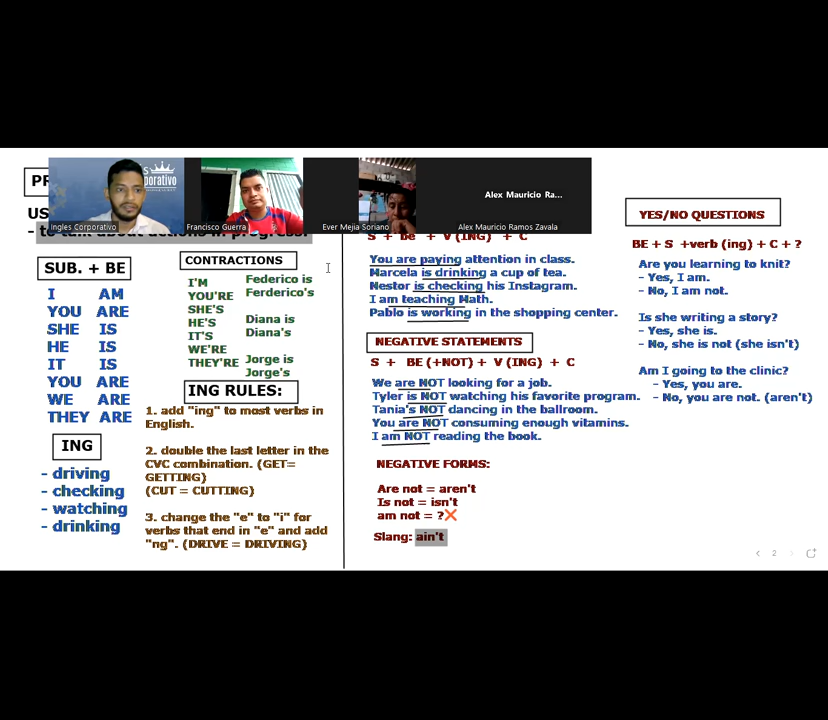 PR
Ingles Corporativo
Francisco Guerra
Ever Mejia Soriano
Alex Mauricio Ra...
Alex Mauricio Ramos Zavala
US
- to talk about actions in progress.
SUB. + BE
I AM
YOU ARE
SHE IS
HE IS
IT IS
YOU ARE
WE ARE
THEY ARE
ING
- driving
- checking
- watching
- drinking
CONTRACTIONS
I'M
YOU'RE
SHE'S
HE'S
IT'S
WE'RE
THEY'RE
Federico is
Ferderico's
Diana is
Diana's
Jorge is
Jorge's
ING RULES:
1. add "ing" to most verbs in
English.
2. double the last letter in the
CVC combination. (GET=
GETTING)
(CUT = CUTTING)
3. change the "e" to "i" for
verbs that end in "e" and add
"ng". (DRIVE = DRIVING)
S + be + V (ING) + C
You are paying attention in class.
Marcela is drinking a cup of tea.
Nestor is checking his Instagram.
I am teaching Math.
Pablo is working in the shopping center.
NEGATIVE STATEMENTS
S + BE (+NOT) + V (ING) + C
We are NOT looking for a job.
Tyler is NOT watching his favorite program.
Tania's NOT dancing in the ballroom.
You are NOT consuming enough vitamins.
I am NOT reading the book.
NEGATIVE FORMS:
Are not = aren't
Is not = isn't
am not = ?❌
Slang: ain't
YES/NO QUESTIONS
BE + S +verb (ing) + C + ?
Are you learning to knit?
- Yes, I am.
- No, I am not.
Is she writing a story?
- Yes, she is.
- No, she is not (she isn't)
Am I going to the clinic?
- Yes, you are.
- No, you are not. (aren't)
2